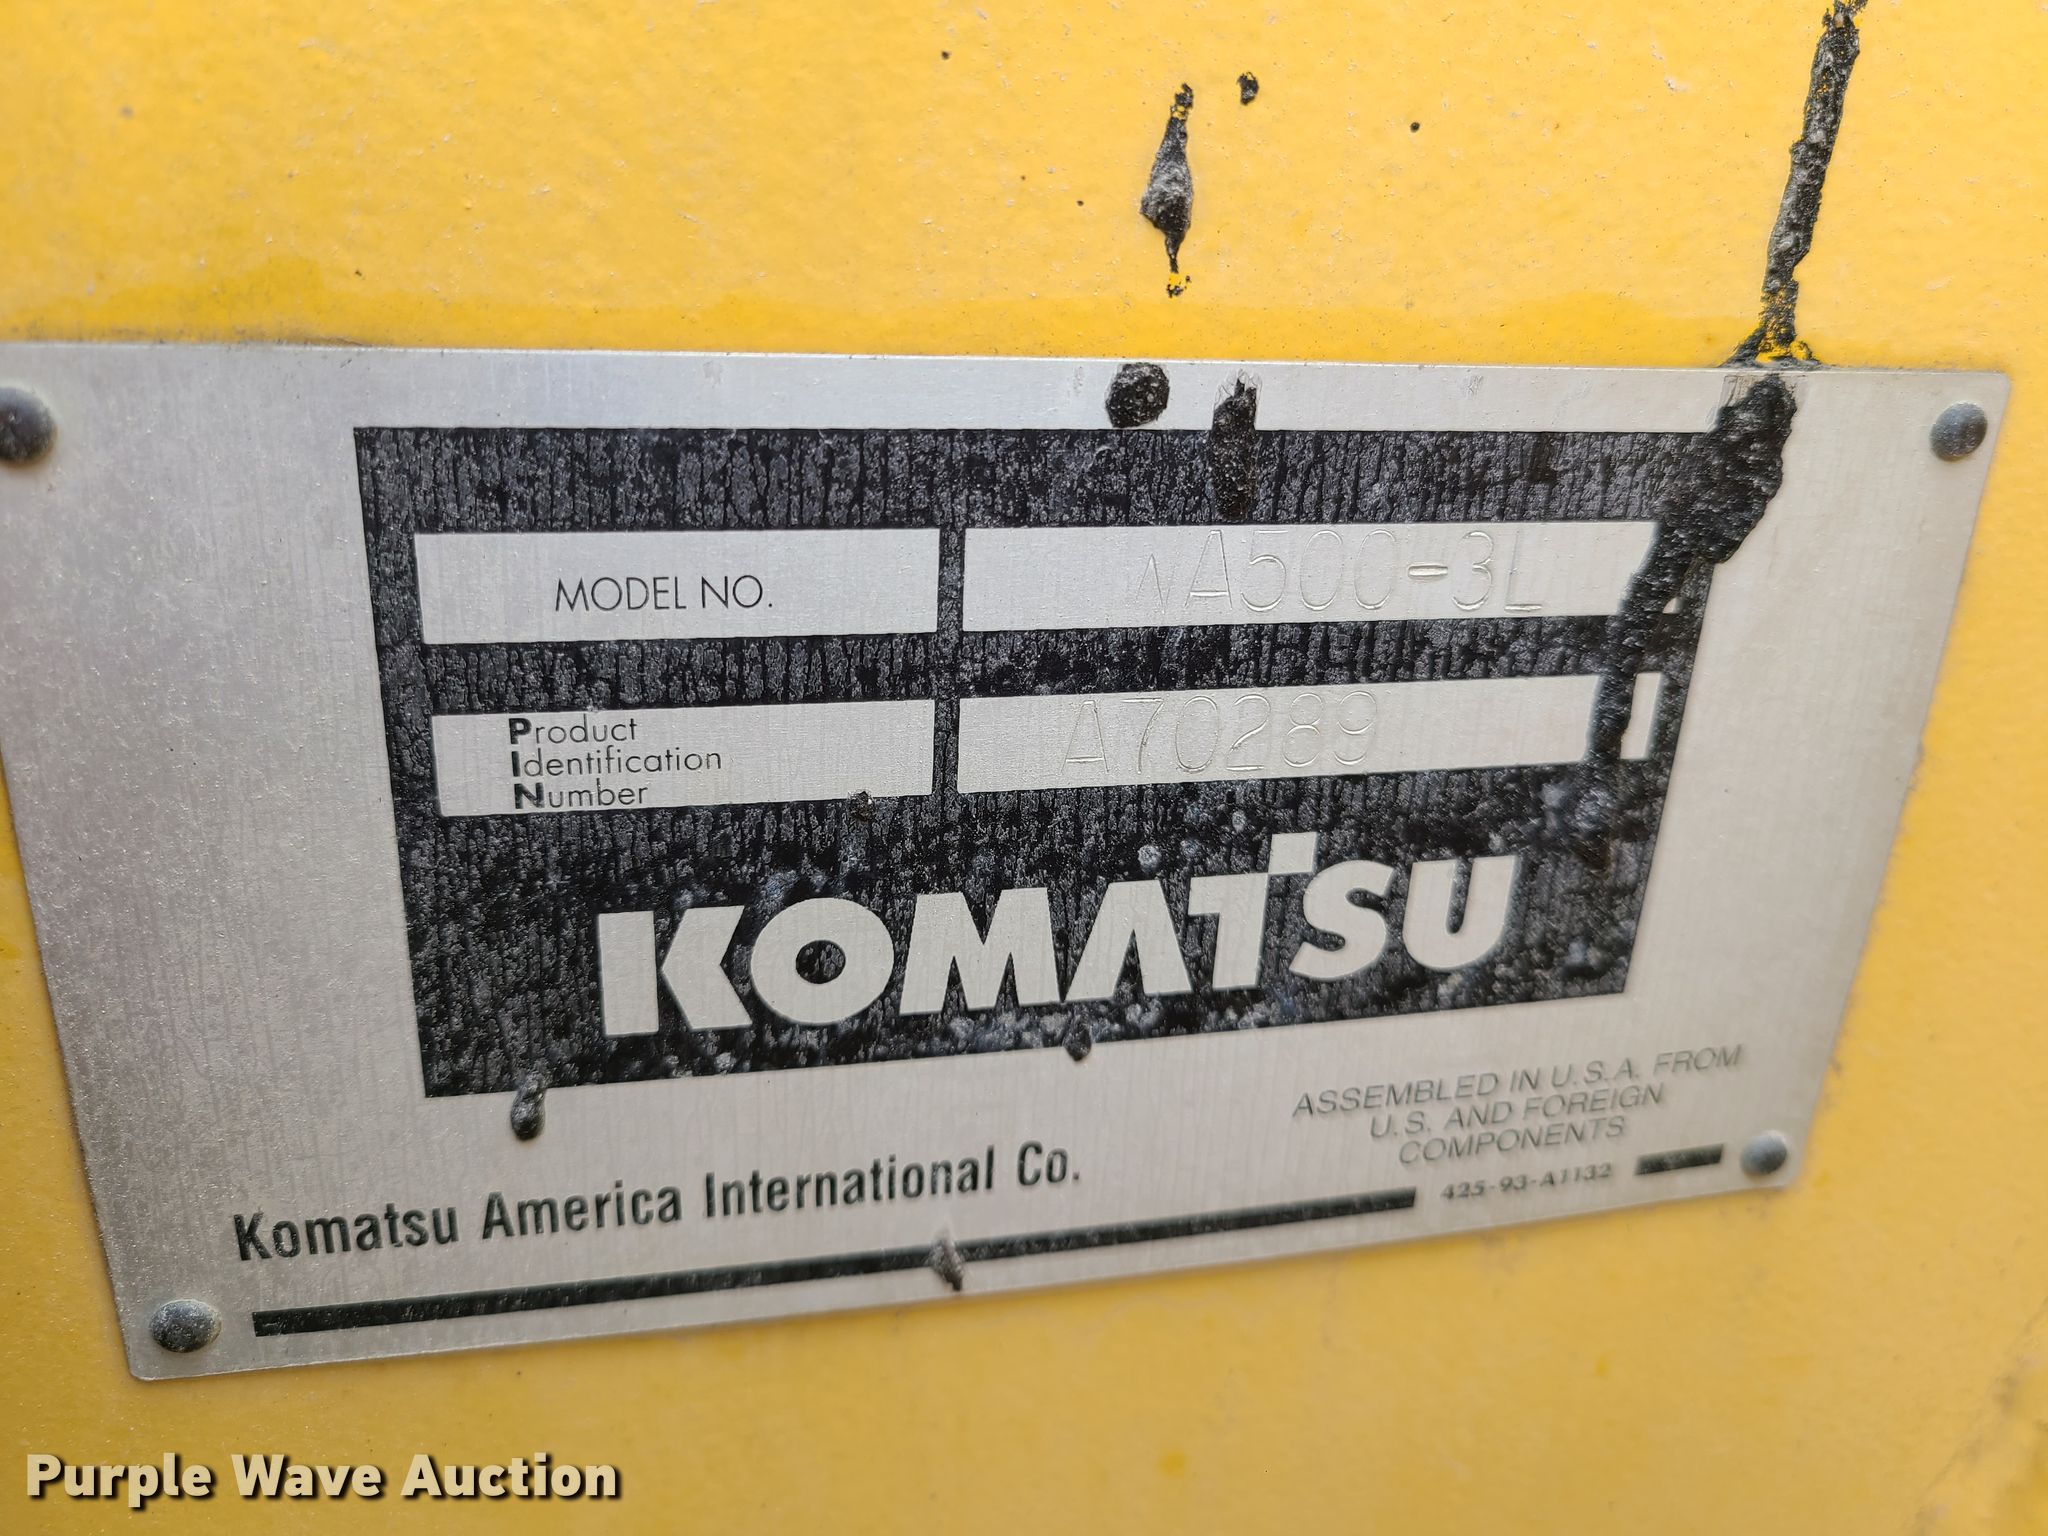 MODEL NO. WA500-3L
Product
Identification
Number
A70289
KOMATSU
ASSEMBLED IN U.S.A. FROM
U.S. AND FOREIGN
COMPONENTS
Komatsu America International Co.
425-93-A1132
Purple Wave Auction